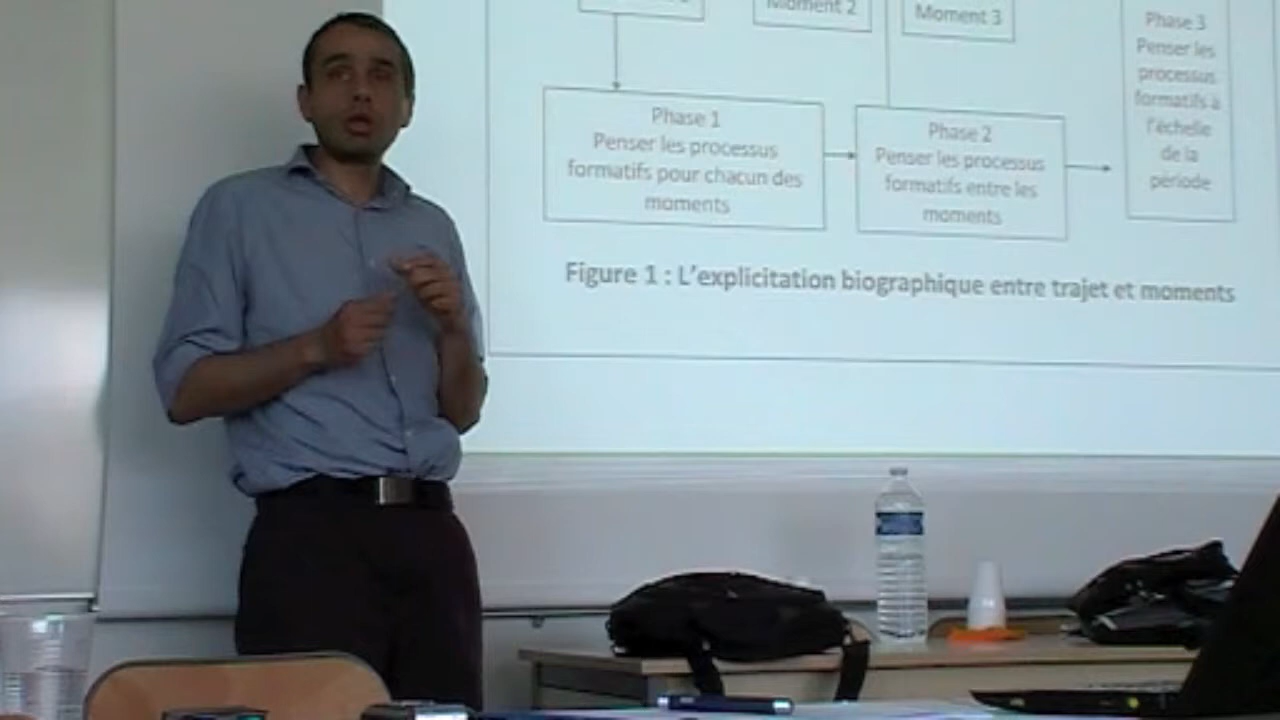 Moment 2
Moment 3
Phase 1
Penser les processus
formatifs pour chacun des
moments
Phase 2
Penser les processus
formatifs entre les
moments
Phase 3
Penser les
processus
formatifs à
l'échelle
de la
période
Figure 1 : L'explicitation biographique entre trajet et moments